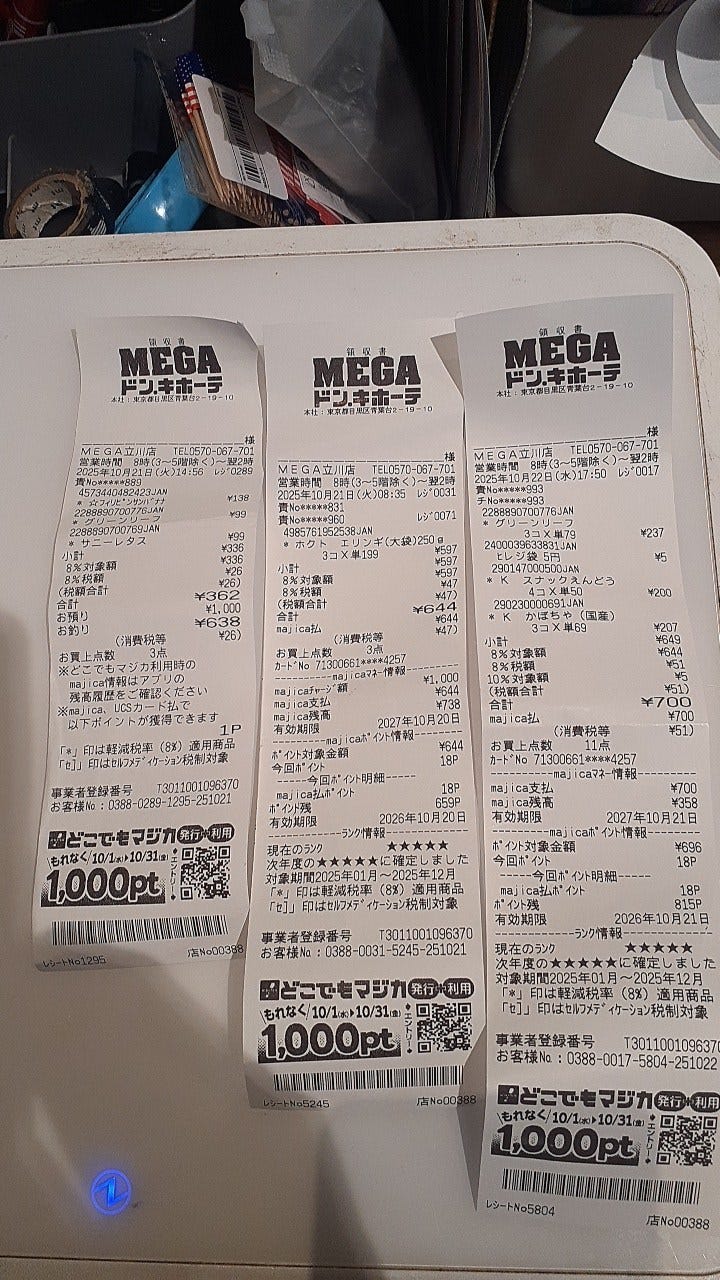 領収書
MEGA
ドン.キホーテ
本社:東京都目黒区青葉台2-19-10
様
MEGA立川店 TEL0570-067-701
営業時間 8時(3~5階除く)~翌2時
2025年10月21日(火)14:56 レジ0289
責No*****889
4573440482423JAN
* ☆フィリピンサンバナナ ¥138
2288890700776JAN
* グリーンリーフ ¥99
2288890700769JAN
* サニーレタス ¥99
小計 ¥336
8%対象額 ¥336
8%税額 ¥26
(税額合計 ¥26)
合計 ¥362
お預り ¥1,000
お釣り ¥638
(消費税等 ¥26)
お買上点数 3点
※どこでもマジカ利用時の
majica情報はアプリの
残高履歴をご確認ください
※majica、UCSカード払で
以下ポイントが獲得できます
1P
「*」印は軽減税率(8%)適用商品
「セ」印はセルフメディケーション税制対象
事業者登録番号 T3011001096370
お客様No:0388-0289-1295-251021
どこでもマジカ 発行+利用
もれなく 10/1(水)▶10/31(金)
1,000pt
エントリー
レシートNo1295 店No00388
領収書
MEGA
ドン.キホーテ
本社:東京都目黒区青葉台2-19-10
様
MEGA立川店 TEL0570-067-701
営業時間 8時(3~5階除く)~翌2時
2025年10月21日(火)08:35 レジ0031
責No*****831
責No*****960 レジ0071
4985761952538JAN
* ホクト エリンギ(大袋)250g
3コX単199 ¥597
小計 ¥597
8%対象額 ¥597
8%税額 ¥47
(税額合計 ¥47)
合計 ¥644
majica払 ¥644
(消費税等 ¥47)
お買上点数 3点
カードNo 71300661****4257
----------majicaマネー情報----------
majicaチャージ額 ¥1,000
majica支払 ¥644
majica残高 ¥738
有効期限 2027年10月20日
----------majicaポイント情報----------
ポイント対象金額 ¥644
今回ポイント 18P
-----今回ポイント明細-----
majica払ポイント 18P
ポイント残 659P
有効期限 2026年10月20日
----------ランク情報----------
現在のランク ★★★★★
次年度の★★★★★に確定しました
対象期間2025年01月~2025年12月
「*」印は軽減税率(8%)適用商品
「セ」印はセルフメディケーション税制対象
事業者登録番号 T3011001096370
お客様No:0388-0031-5245-251021
どこでもマジカ 発行+利用
もれなく 10/1(水)▶10/31(金)
1,000pt
エントリー
レシートNo5245 店No00388
領収書
MEGA
ドン.キホーテ
本社:東京都目黒区青葉台2-19-10
様
MEGA立川店 TEL0570-067-701
営業時間 8時(3~5階除く)~翌2時
2025年10月22日(水)17:50 レジ0017
責No*****993
チNo*****993
2288890700776JAN
* グリーンリーフ
3コX単79 ¥237
2400039633831JAN
ヒレジ袋 5円 ¥5
2901470005​00JAN
* K スナックえんどう
4コX単50 ¥200
290230000691JAN
* K かぼちゃ(国産)
3コX単69 ¥207
小計 ¥649
8%対象額 ¥644
8%税額 ¥51
10%対象額 ¥5
(税額合計 ¥51)
合計 ¥700
majica払 ¥700
(消費税等 ¥51)
お買上点数 11点
カードNo 71300661****4257
----------majicaマネー情報----------
majica支払 ¥700
majica残高 ¥358
有効期限 2027年10月21日
----------majicaポイント情報----------
ポイント対象金額 ¥696
今回ポイント 18P
-----今回ポイント明細-----
majica払ポイント 18P
ポイント残 815P
有効期限 2026年10月21日
----------ランク情報----------
現在のランク ★★★★★
次年度の★★★★★に確定しました
対象期間2025年01月~2025年12月
「*」印は軽減税率(8%)適用商品
「セ」印はセルフメディケーション税制対象
事業者登録番号 T3011001096370
お客様No:0388-0017-5804-251022
どこでもマジカ 発行+利用
もれなく 10/1(水)▶10/31(金)
1,000pt
エントリー
レシートNo5804 店No00388